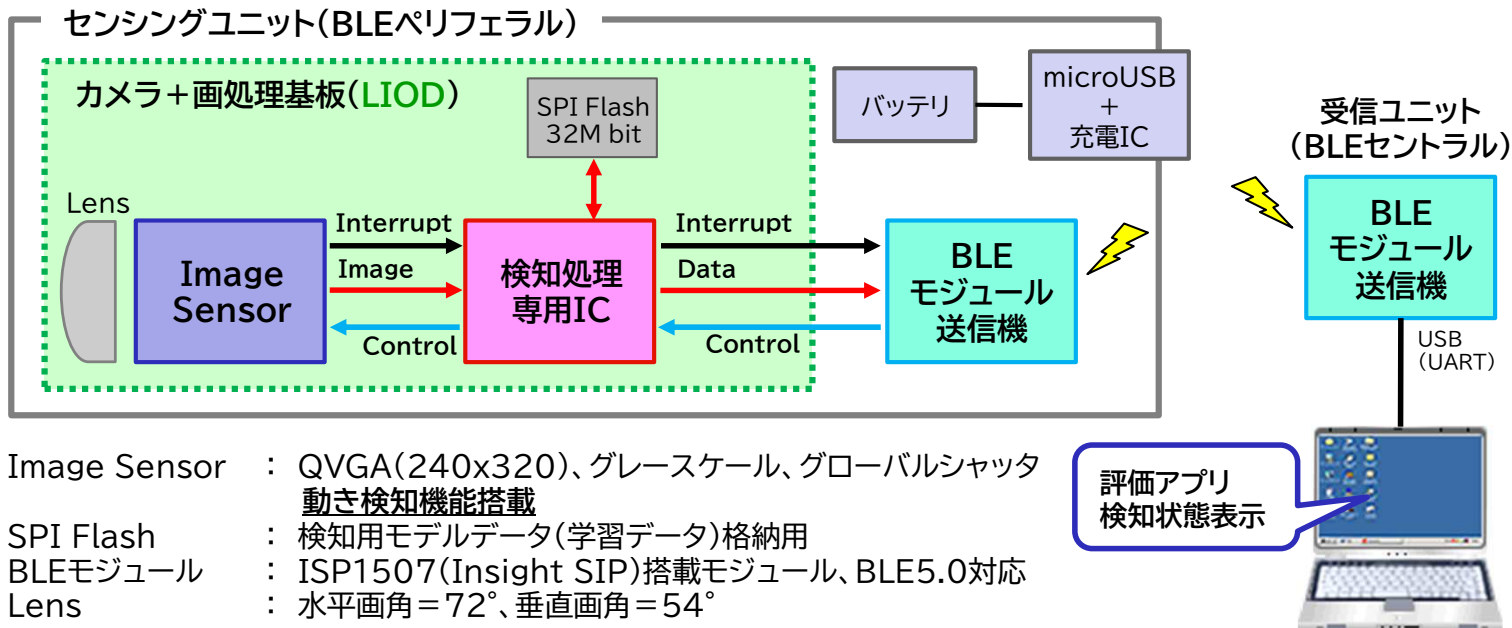 センシングユニット(BLEペリフェラル)
カメラ＋画処理基板(LIOD)
SPI Flash
32M bit
バッテリ
microUSB
+
充電IC
受信ユニット
(BLEセントラル)
Lens
Image
Sensor
Interrupt
Image
Control
検知処理
専用IC
Interrupt
Data
Control
BLE
モジュール
送信機
BLE
モジュール
送信機
USB
(UART)
評価アプリ
検知状態表示
Image Sensor : QVGA(240x320)、グレースケール、グローバルシャッタ
動き検知機能搭載
SPI Flash : 検知用モデルデータ(学習データ)格納用
BLEモジュール : ISP1507(Insight SIP)搭載モジュール、BLE5.0対応
Lens : 水平画角＝72°、垂直画角＝54°